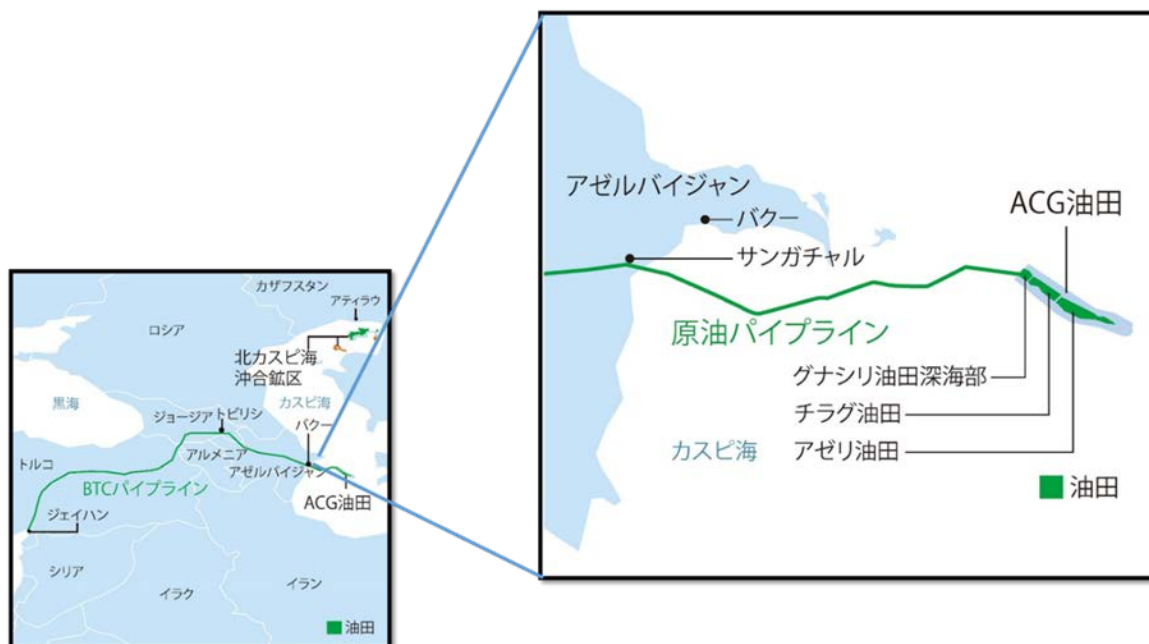 アゼルバイジャン
バクー
サンガチャル
ACG油田
原油パイプライン
グナシリ油田深海部
チラグ油田
カスピ海
アゼリ油田
油田
カザフスタン
アティラウ
ロシア
北カスピ海
沖合鉱区
黒海
カスピ海
ジョージア
トビリシ
バクー
アルメニア
トルコ
アゼルバイジャン
BTCパイプライン
ACG油田
ジェイハン
シリア
イラク
イラン
油田